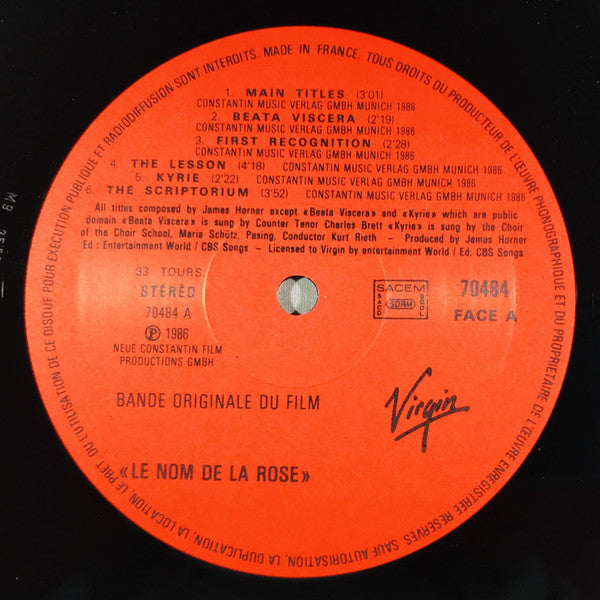 SAUF AUTORISATION, LA DUPLICATION, LA LOCATION, LE PRET, OU L'UTILISATION DE CE DISQUE POUR EXÉCUTION PUBLIQUE ET RADIODIFFUSION SONT INTERDITS. MADE IN FRANCE. TOUS DROITS DU PRODUCTEUR DE L'ŒUVRE PHONOGRAPHIQUE ET DU PROPRIETAIRE DE L'ŒUVRE ENREGISTREE RESERVES.
1. MAIN TITLES (3'01)
CONSTANTIN MUSIC VERLAG GMBH MUNICH 1986
2. BEATA VISCERA (2'19)
CONSTANTIN MUSIC VERLAG GMBH MUNICH 1986
3. FIRST RECOGNITION (2'28)
CONSTANTIN MUSIC VERLAG GMBH MUNICH 1986
4. THE LESSON (4'18) CONSTANTIN MUSIC VERLAG GMBH MUNICH 1986
5. KYRIE (2'22) CONSTANTIN MUSIC VERLAG GMBH MUNICH 1986
6. THE SCRIPTORIUM (3'52) CONSTANTIN MUSIC VERLAG GMBH MUNICH 1986
All titles composed by James Horner except «Beata Viscera» and «Kyrie» which are public
domain «Beata Viscera» is sung by Counter Tenor Charles Brett «Kyrie» is sung by the Choir
of the Choir School, Maria Schütz, Pasing, Conductor Kurt Rieth – Produced by James Horner
Ed : Entertainment World / CBS Songs – Licensed to Virgin by entertainment World / Ed. CBS Songs
33 TOURS
STÉRÉO
70484 A
Ⓟ 1986
NEUE CONSTANTIN FILM
PRODUCTIONS GMBH
SACEM
SACD
SDRM
SGDL
70484
FACE A
BANDE ORIGINALE DU FILM
Virgin
«LE NOM DE LA ROSE»